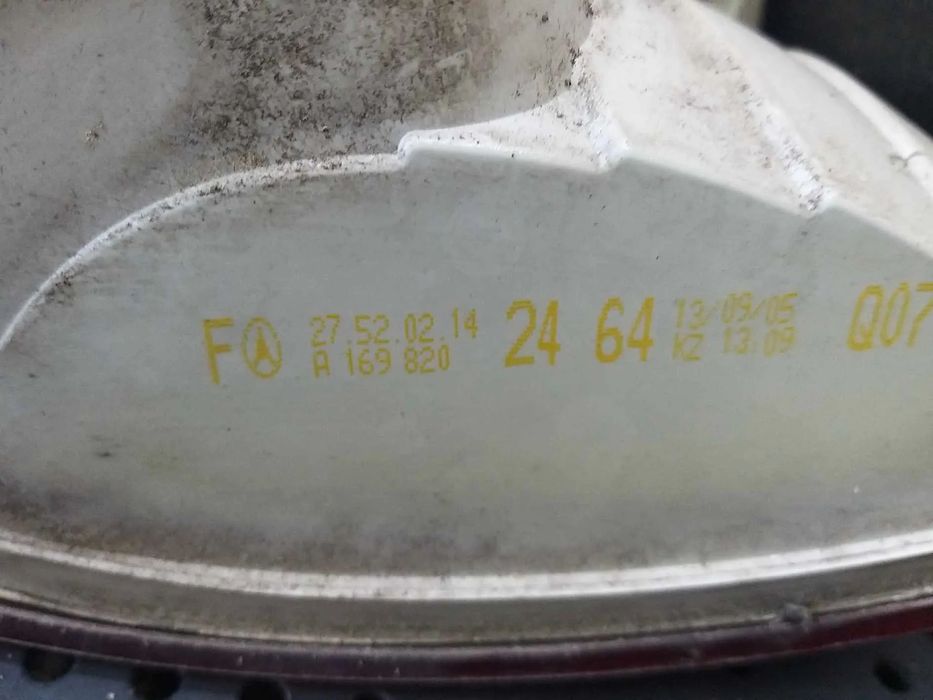 F 27.52.02.14 24 64 13/09/05 Q07
A 169 820 KZ 13:09